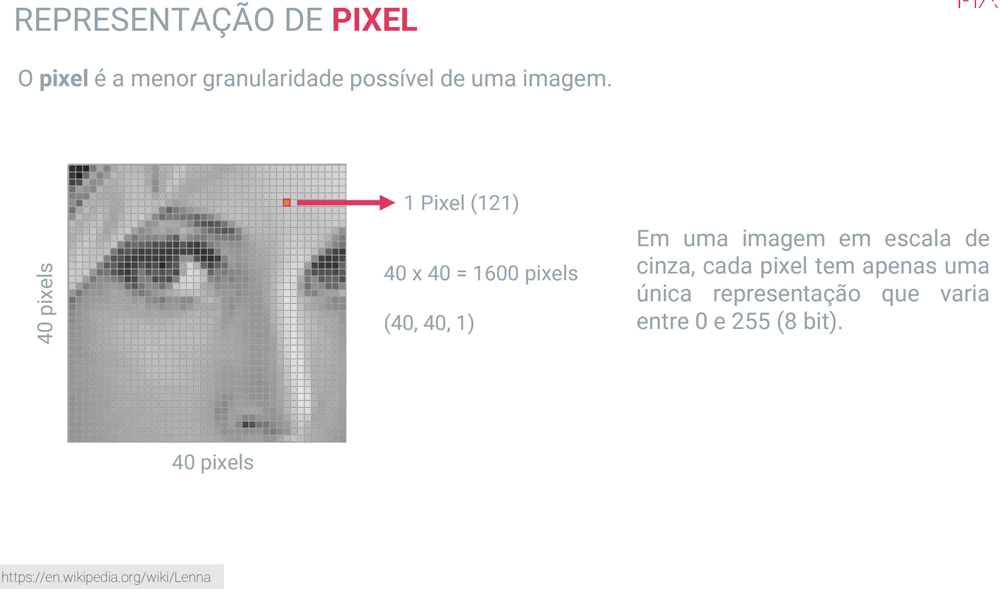 REPRESENTAÇÃO DE PIXEL
O pixel é a menor granularidade possível de uma imagem.
1 Pixel (121)
40 x 40 = 1600 pixels
(40, 40, 1)
Em uma imagem em escala de
cinza, cada pixel tem apenas uma
única representação que varia
entre 0 e 255 (8 bit).
40 pixels
40 pixels
https://en.wikipedia.org/wiki/Lenna